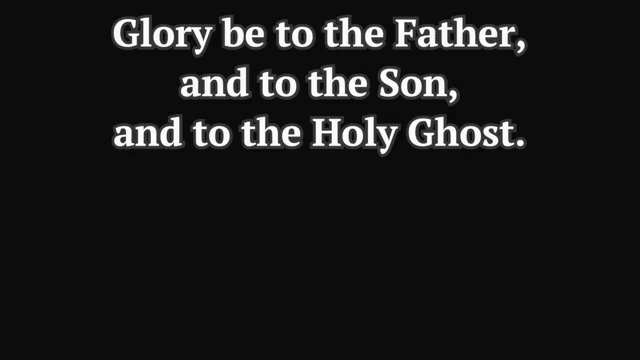 Glory be to the Father,
and to the Son,
and to the Holy Ghost.